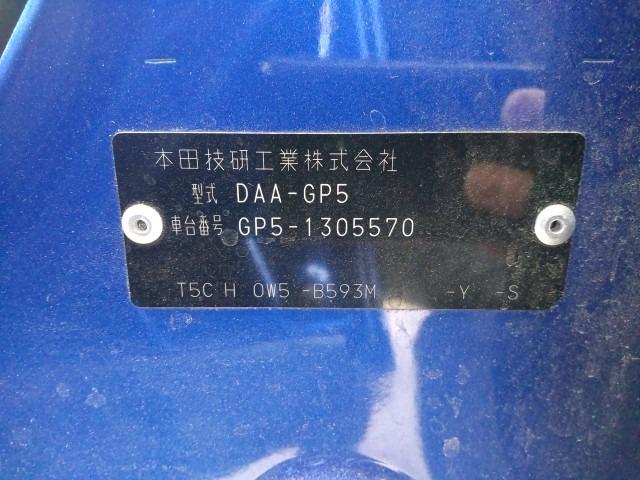 本田技研工業株式会社
型式 DAA-GP5
車台番号 GP5-1305570
T5C H OW5 -B593M -Y -S